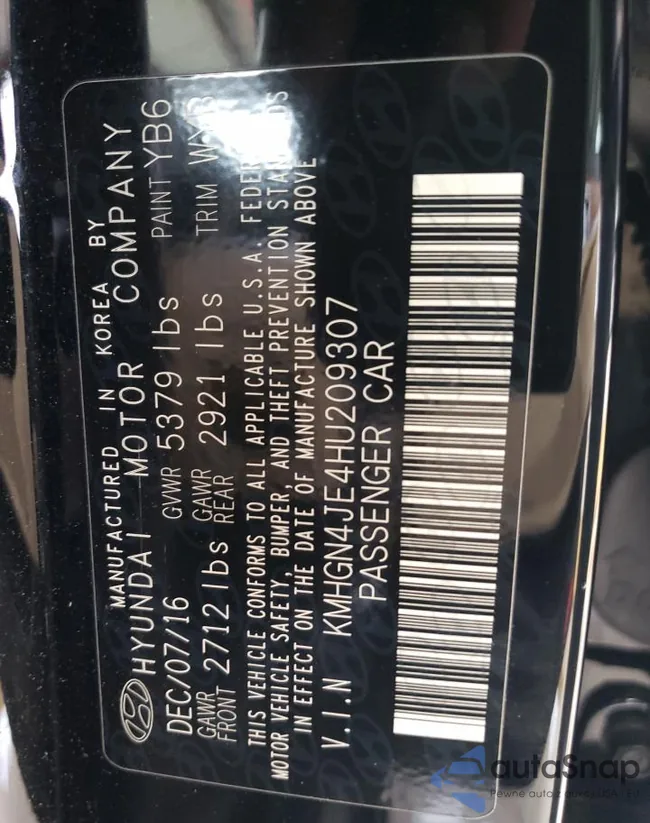 MANUFACTURED IN KOREA BY
HYUNDAI MOTOR COMPANY
DEC/07/16 GVWR 5379 lbs PAINT YB6
GAWR FRONT 2712 lbs GAWR REAR 2921 lbs TRIM
THIS VEHICLE CONFORMS TO ALL APPLICABLE U.S.A. FEDERAL
MOTOR VEHICLE SAFETY, BUMPER, AND THEFT PREVENTION STANDARDS
IN EFFECT ON THE DATE OF MANUFACTURE SHOWN ABOVE
V.I.N KMHGN4JE4HU209307
PASSENGER CAR
autoSnap